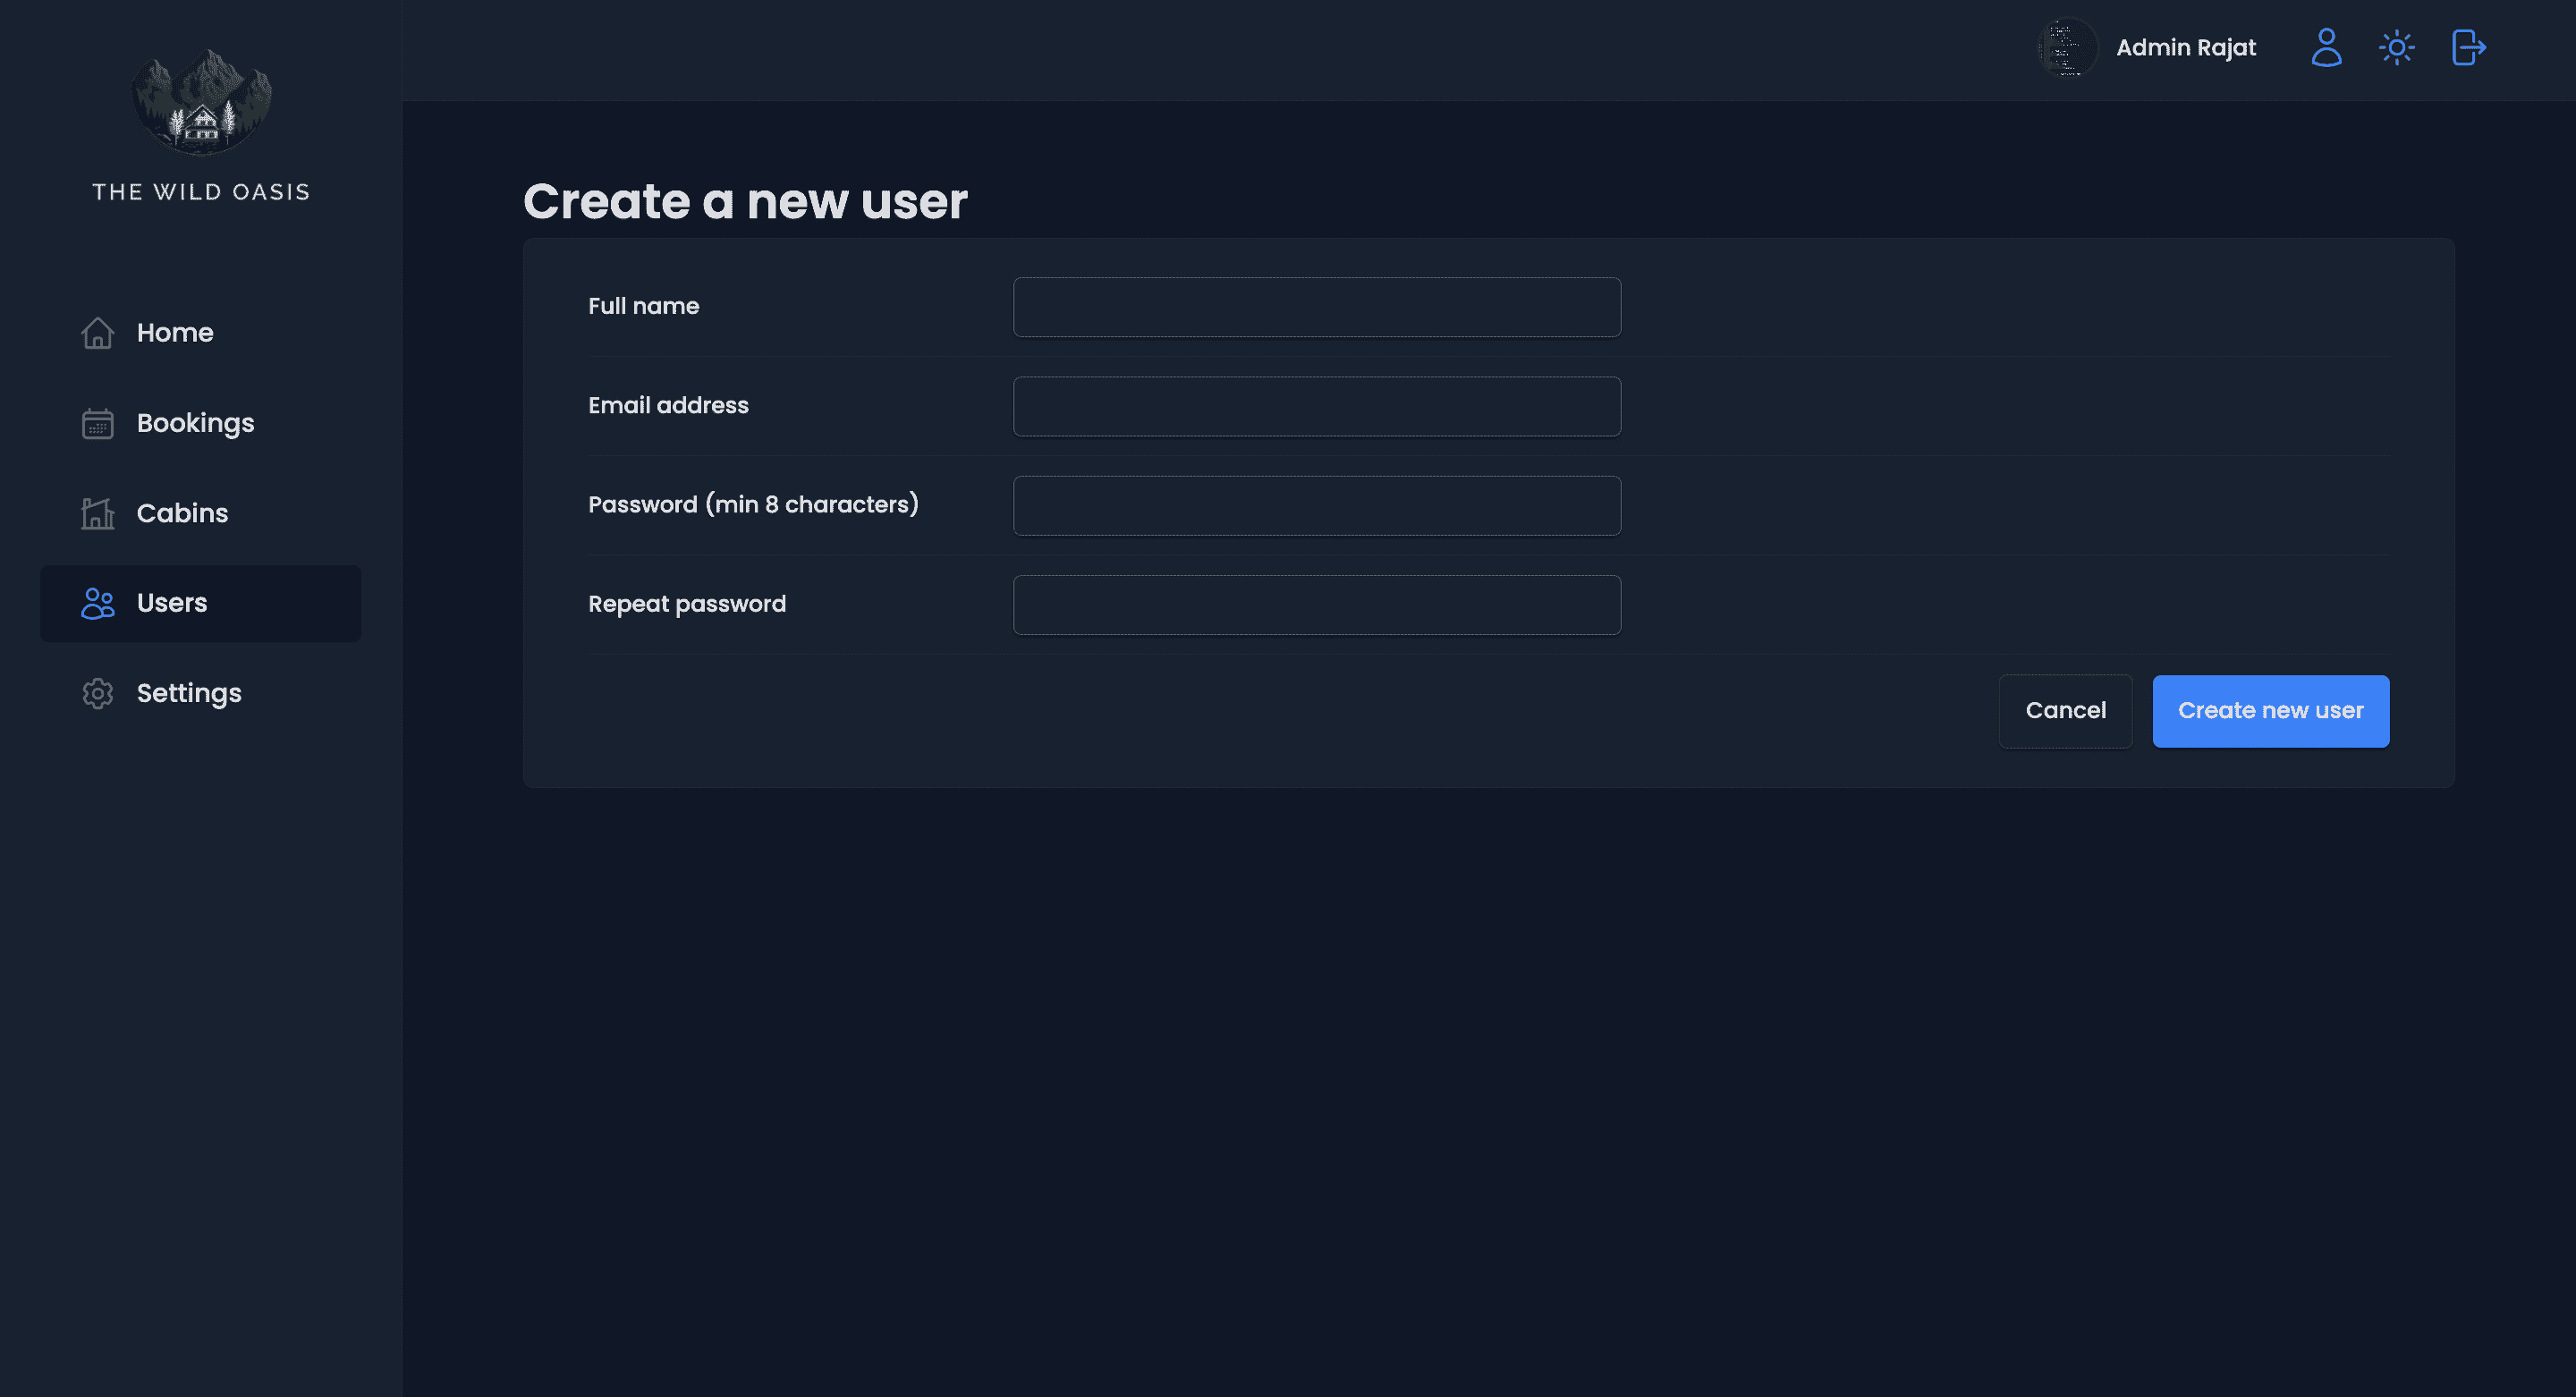 THE WILD OASIS
Home
Bookings
Cabins
Users
Settings
Admin Rajat
Create a new user
Full name
Email address
Password (min 8 characters)
Repeat password
Cancel
Create new user